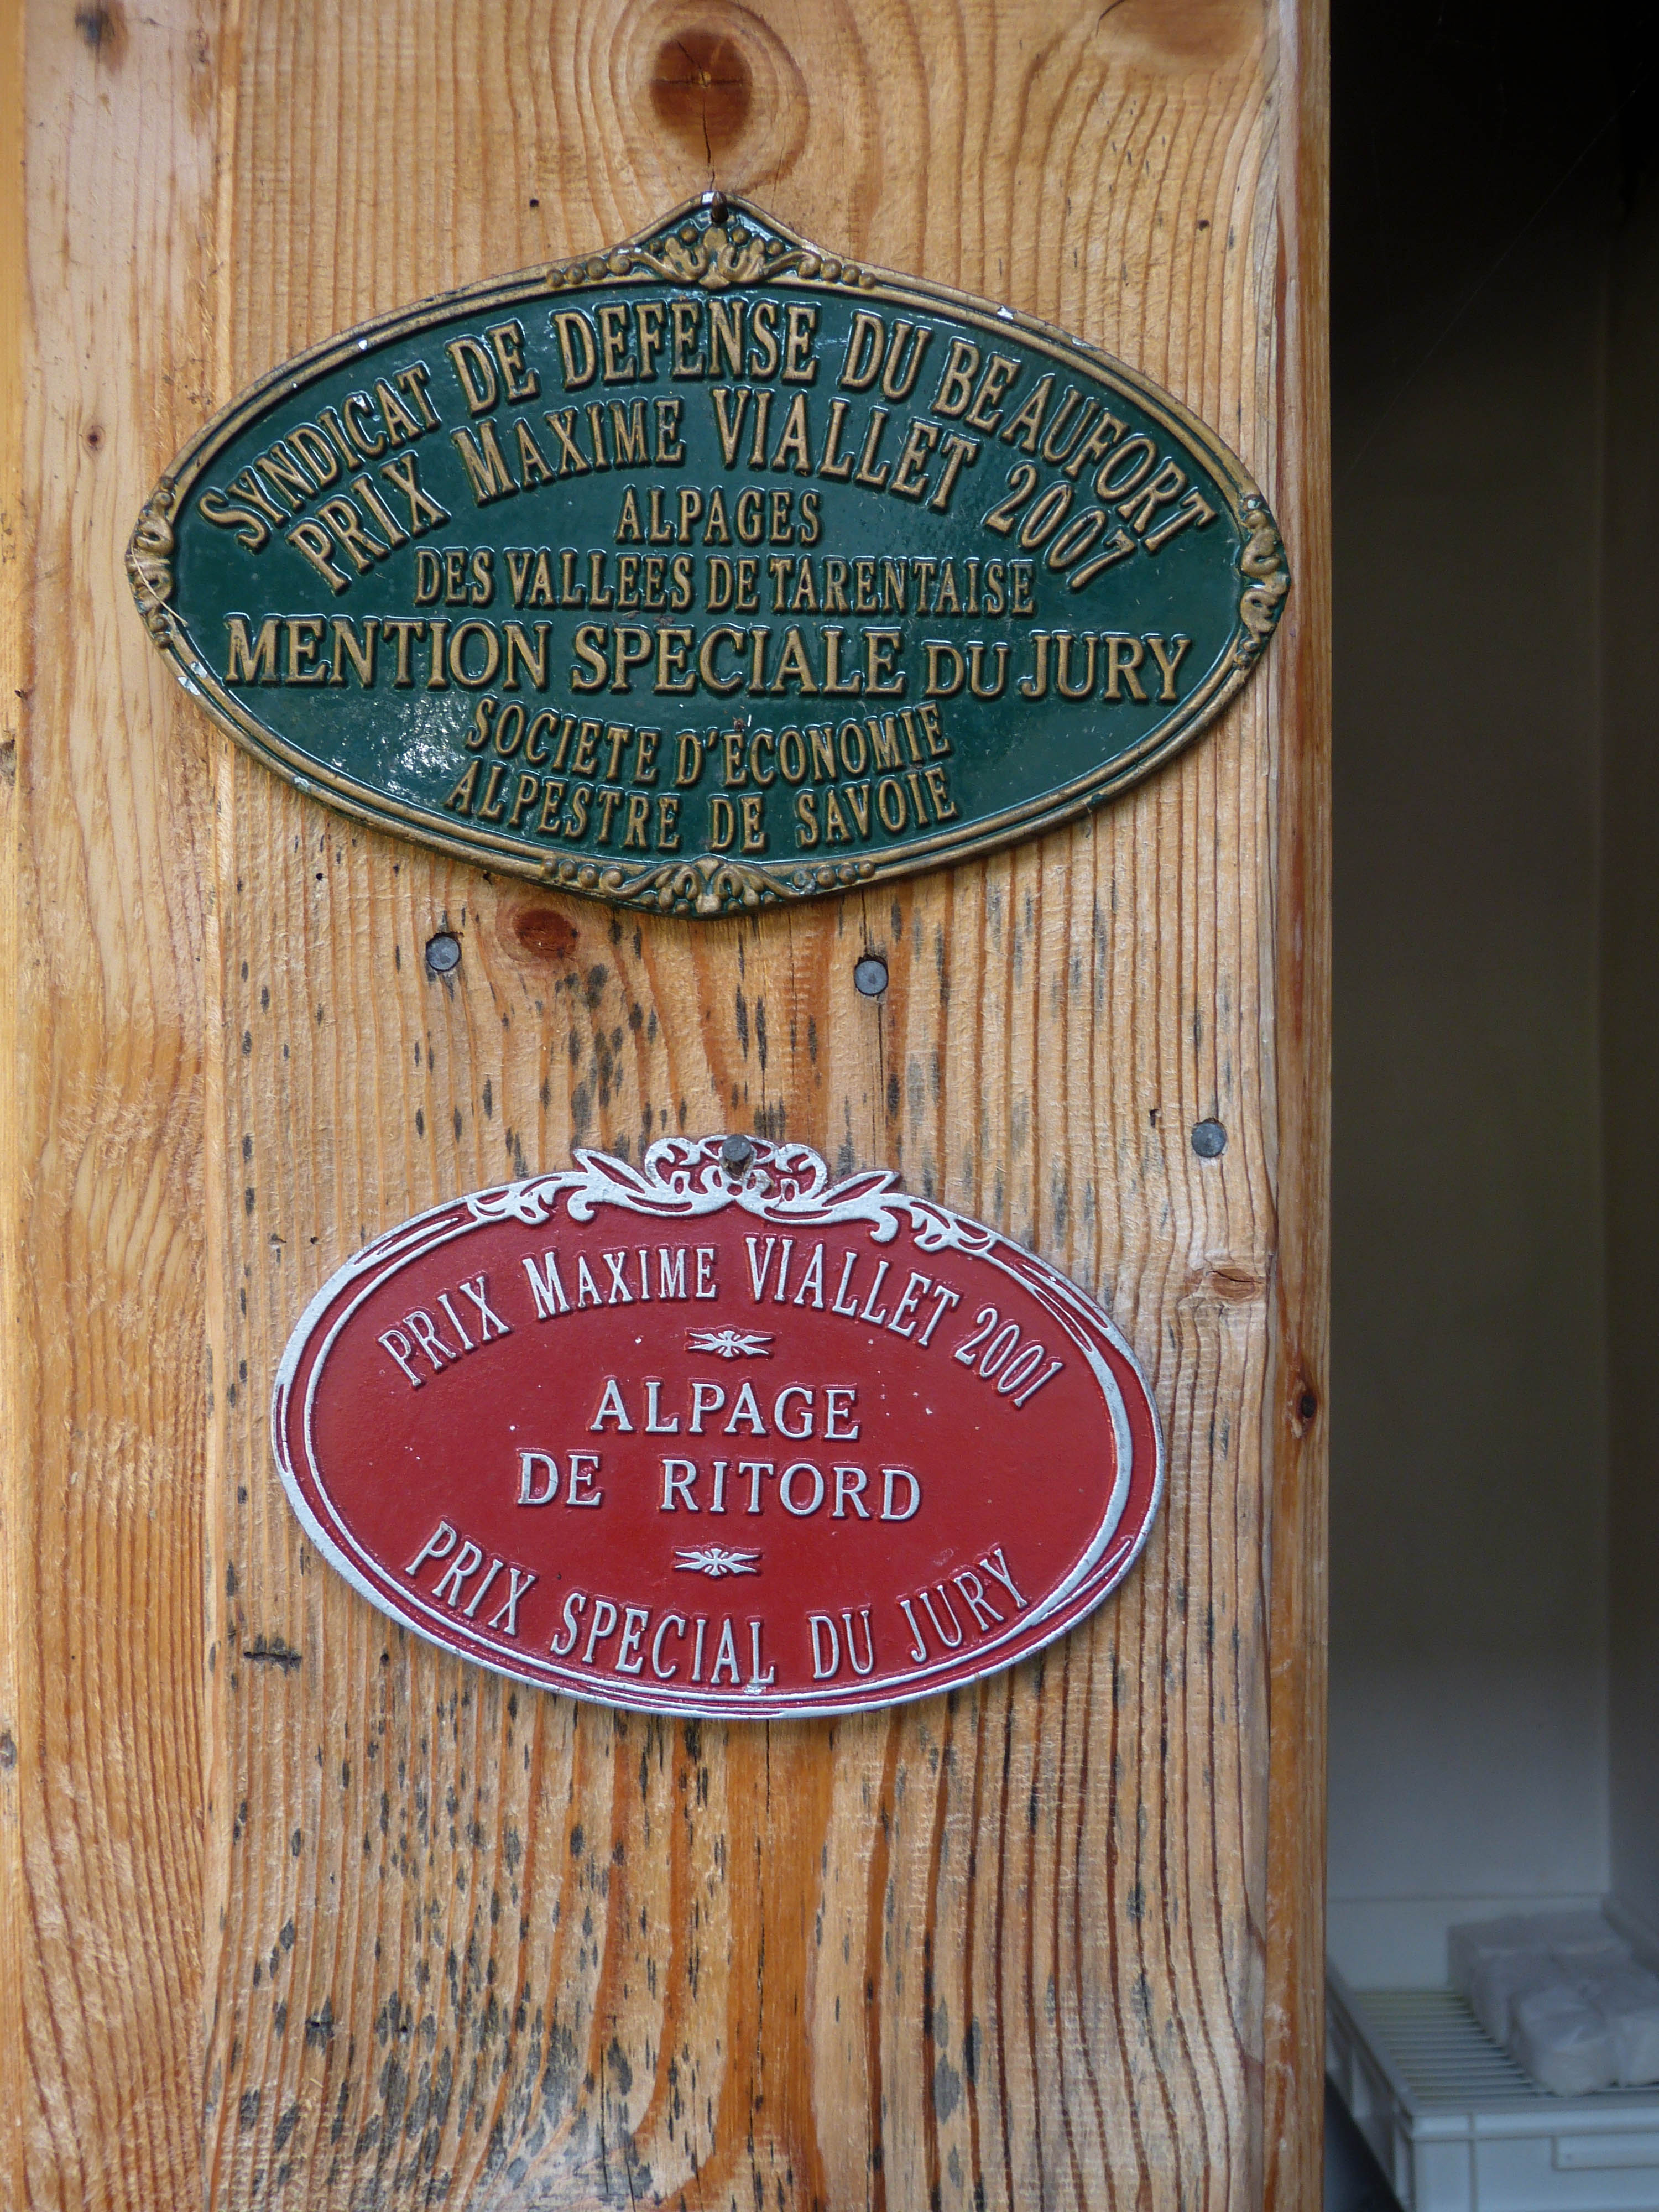 SYNDICAT DE DEFENSE DU BEAUFORT
PRIX MAXIME VIALLET 2007
ALPAGES
DES VALLEES DE TARENTAISE
MENTION SPECIALE DU JURY
SOCIETE D'ÉCONOMIE
ALPESTRE DE SAVOIE
PRIX MAXIME VIALLET 2001
ALPAGE
DE RITORD
PRIX SPECIAL DU JURY